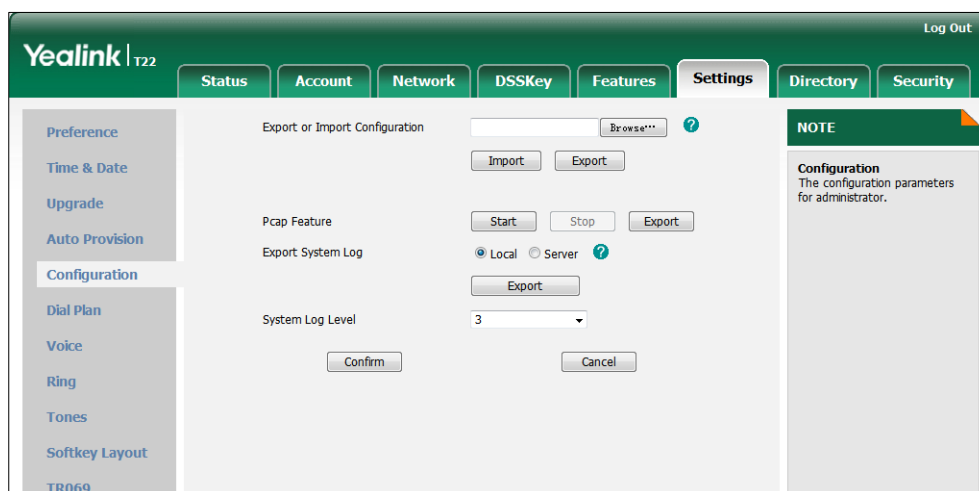 Log Out
Yealink T22
Status Account Network DSSKey Features Settings Directory Security
Preference
Time & Date
Upgrade
Auto Provision
Configuration
Dial Plan
Voice
Ring
Tones
Softkey Layout
TR069
Export or Import Configuration Browse... ?
Import Export
Pcap Feature Start Stop Export
Export System Log Local Server ?
Export
System Log Level 3
Confirm Cancel
NOTE
Configuration
The configuration parameters
for administrator.